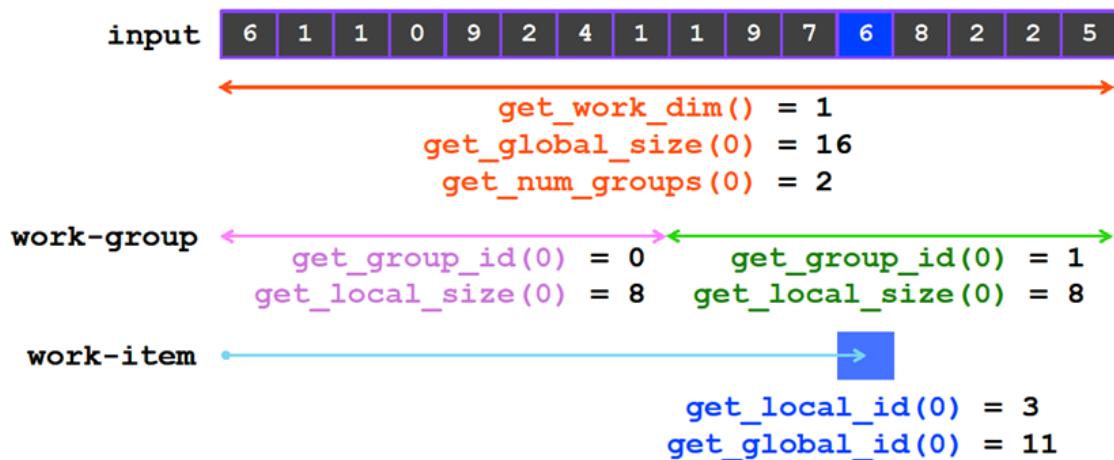 input 6 1 1 0 9 2 4 1 1 9 7 6 8 2 2 5
get_work_dim() = 1
get_global_size(0) = 16
get_num_groups(0) = 2
work-group
get_group_id(0) = 0 get_group_id(0) = 1
get_local_size(0) = 8 get_local_size(0) = 8
work-item
get_local_id(0) = 3
get_global_id(0) = 11